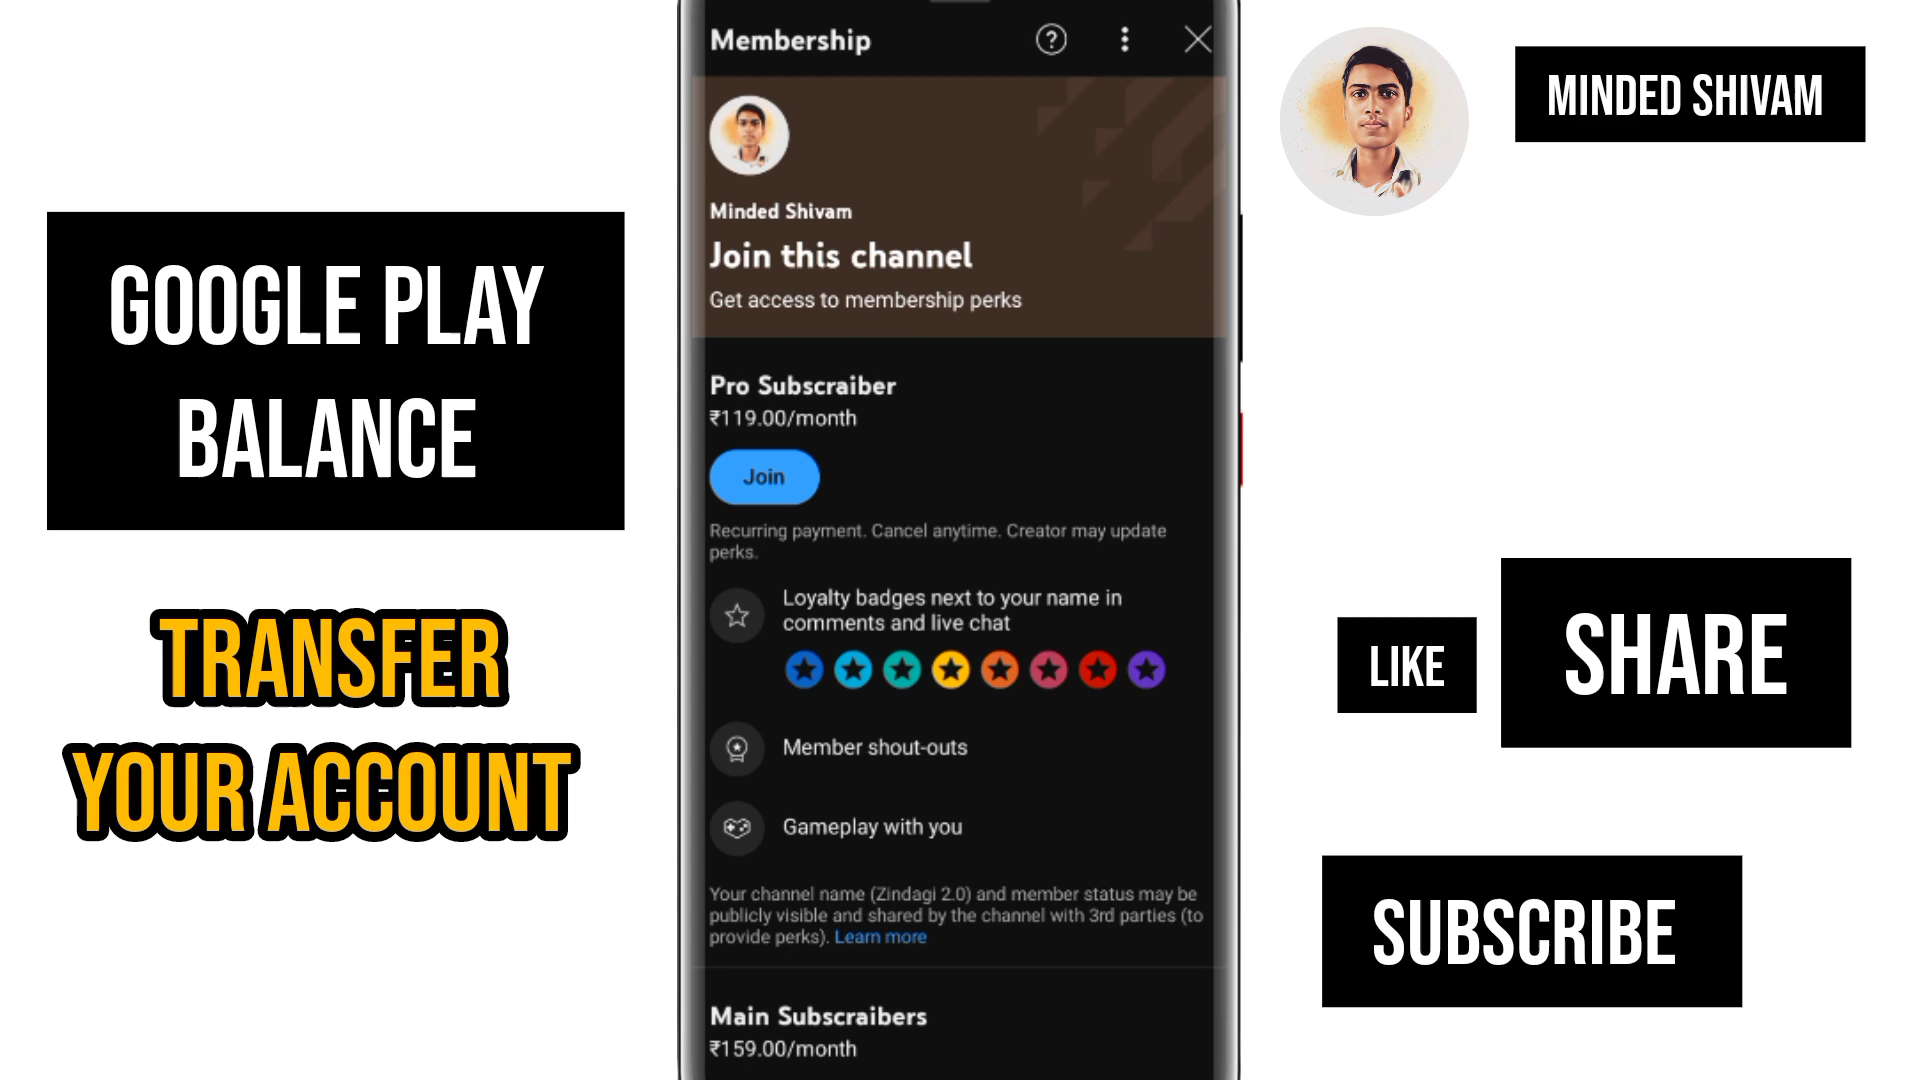 GOOGLE PLAY
BALANCE
TRANSFER
YOUR ACCOUNT
Membership
Minded Shivam
Join this channel
Get access to membership perks
Pro Subscraiber
₹119.00/month
Join
Recurring payment. Cancel anytime. Creator may update
perks.
Loyalty badges next to your name in
comments and live chat
Member shout-outs
Gameplay with you
Your channel name (Zindagi 2.0) and member status may be
publicly visible and shared by the channel with 3rd parties (to
provide perks). Learn more
Main Subscraibers
₹159.00/month
MINDED SHIVAM
LIKE
SHARE
SUBSCRIBE